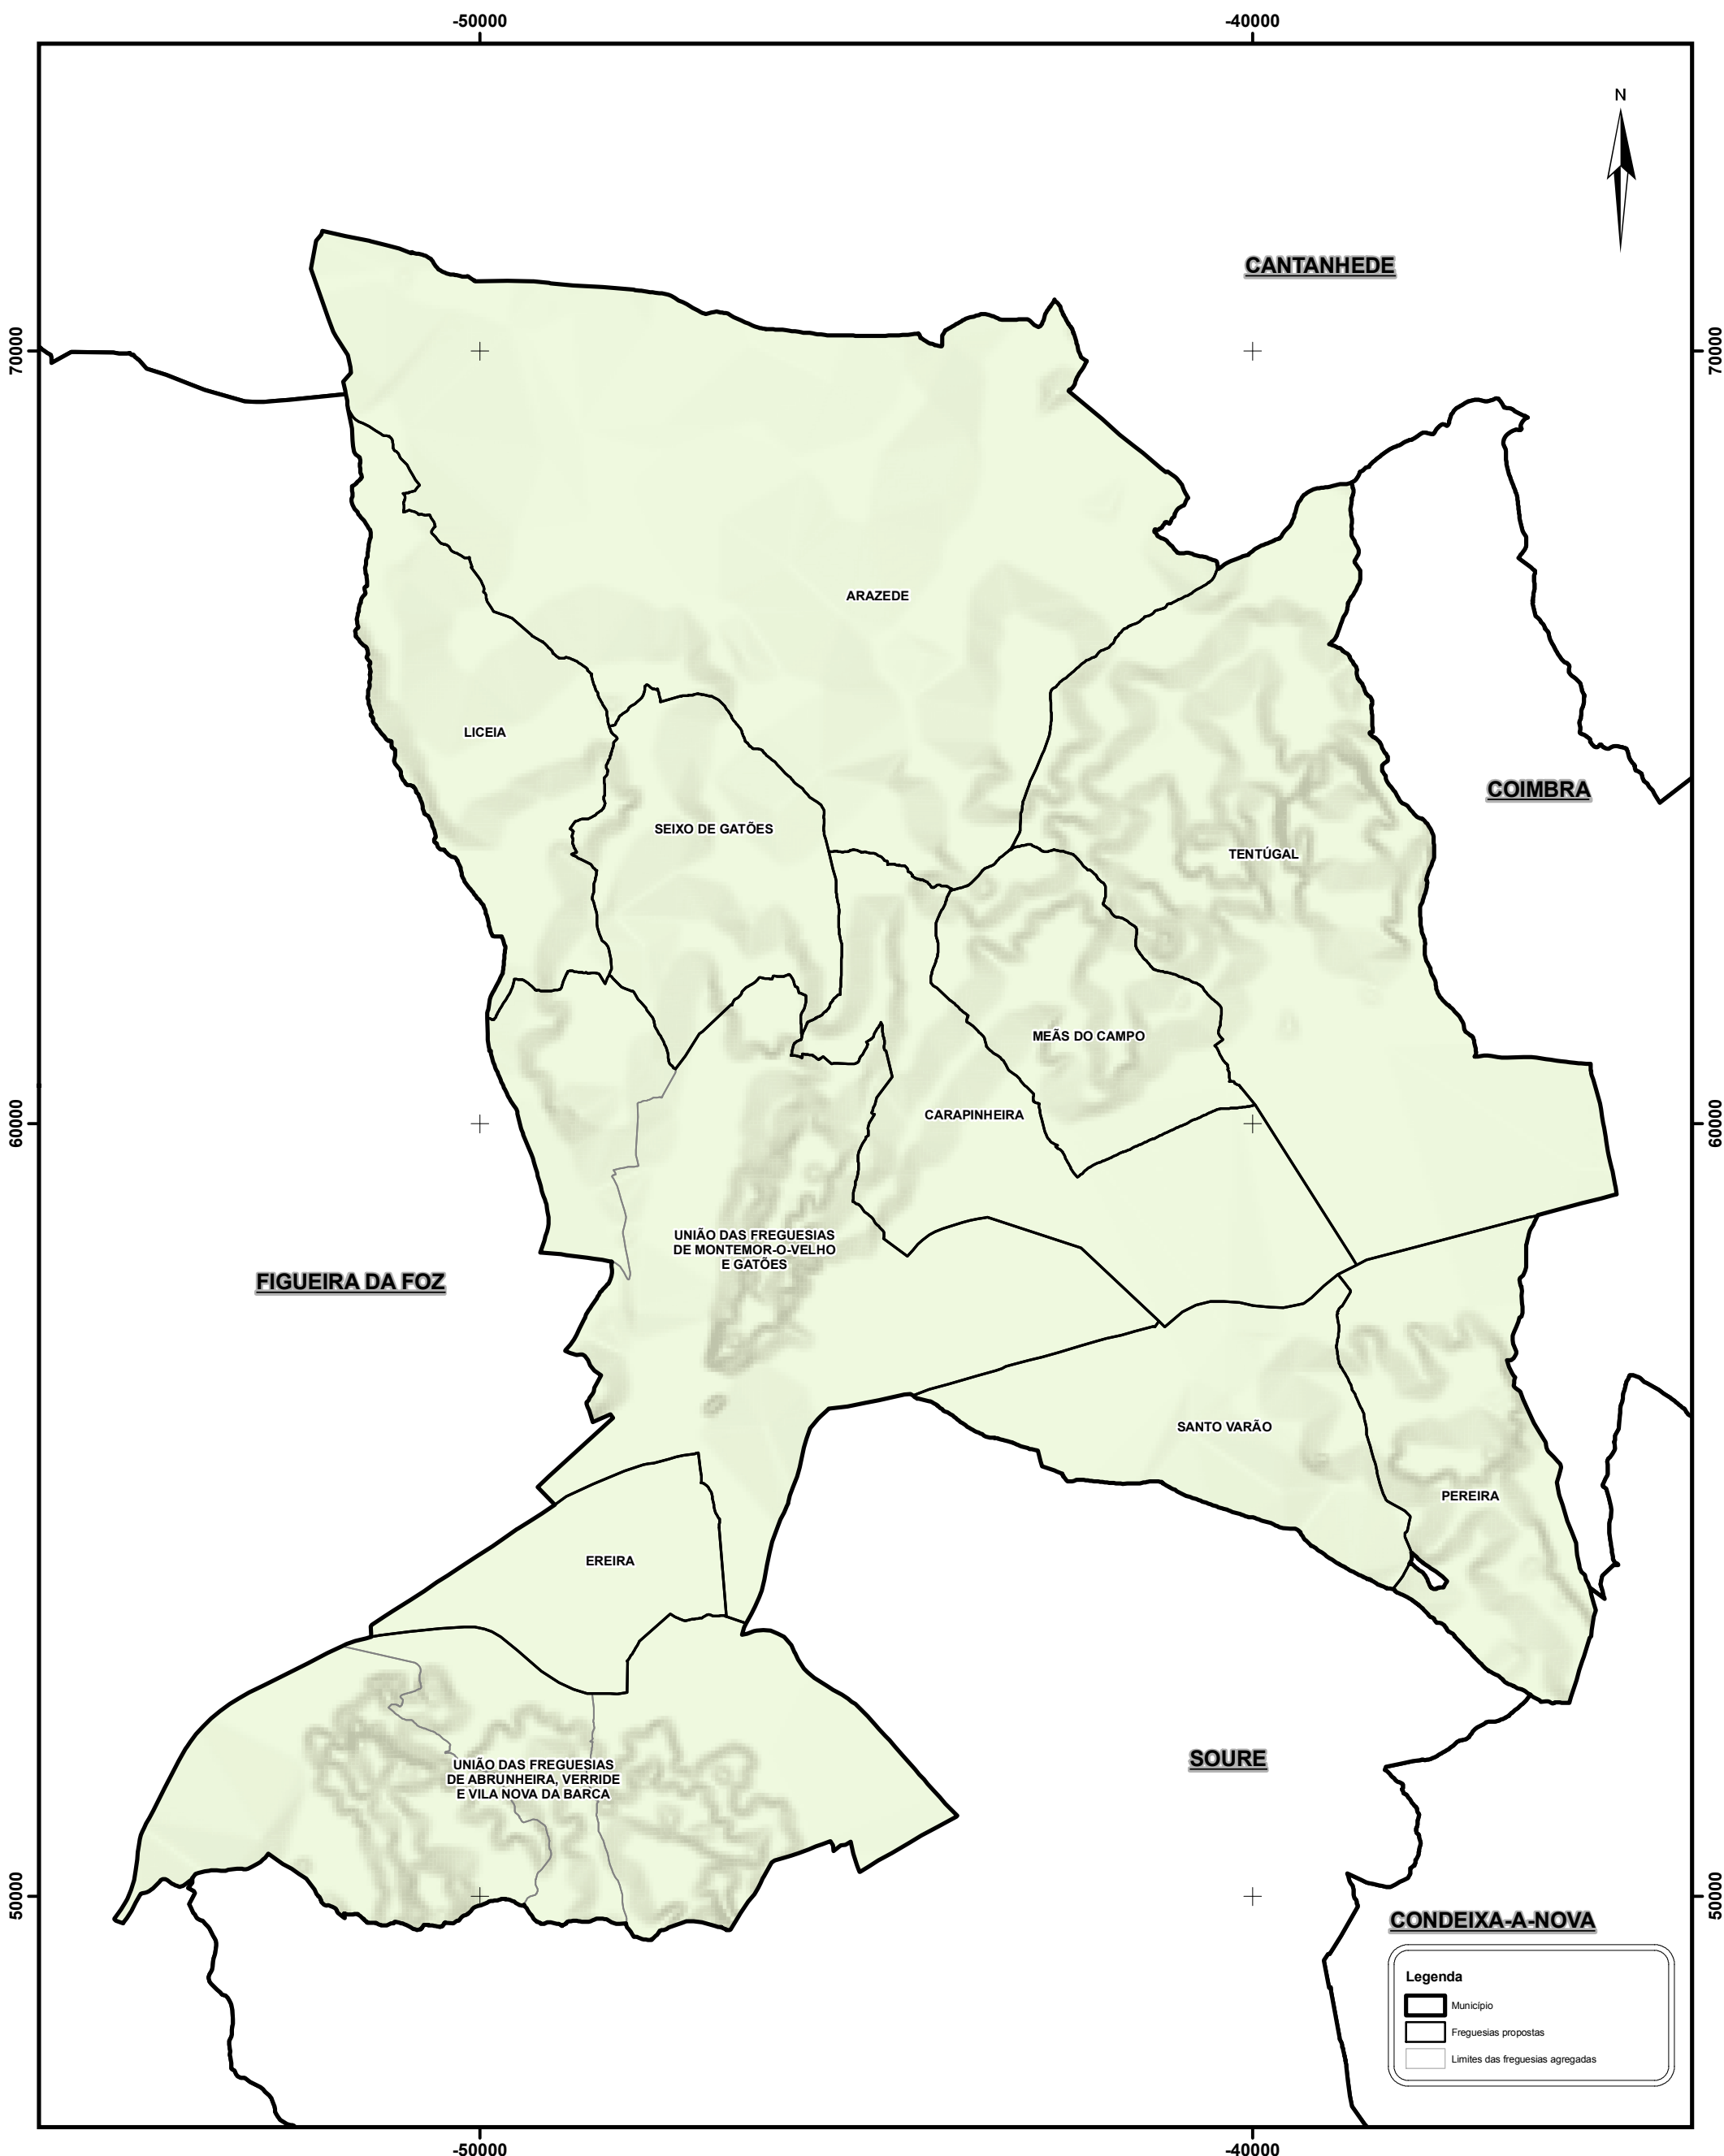 -50000
-40000
N
CANTANHEDE
70000
70000
ARAZEDE
LICEIA
COIMBRA
SEIXO DE GATÕES
TENTÚGAL
MEÃS DO CAMPO
CARAPINHEIRA
60000
60000
UNIÃO DAS FREGUESIAS
DE MONTEMOR-O-VELHO
E GATÕES
FIGUEIRA DA FOZ
SANTO VARÃO
PEREIRA
EREIRA
SOURE
UNIÃO DAS FREGUESIAS
DE ABRUNHEIRA, VERRIDE
E VILA NOVA DA BARCA
50000
50000
CONDEIXA-A-NOVA
Legenda
Município
Freguesias propostas
Limites das freguesias agregadas
-50000
-40000